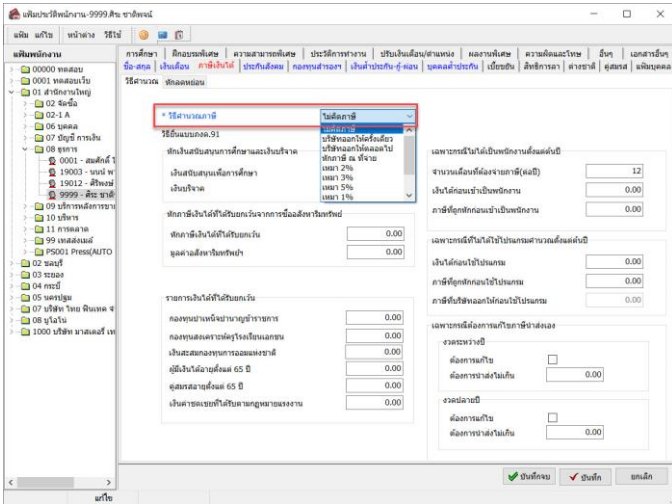 แฟ้มประวัติพนักงาน-9999.ศิระ ชาติพจน์
แฟ้ม แก้ไข หน้าต่าง วิธีใช้
แฟ้มพนักงาน
00000 ทดสอบ
0001 ทดสอบเว็บ
01 สำนักงานใหญ่
02 จัดซื้อ
02-1 A
06 บุคคล
07 บัญชี การเงิน
08 ธุรการ
0001 - สมศักดิ์ ใ
19003 - นนน์ พา
19012 - ศิริพงษ์
9999 - ศิระ ชาติ
09 บริการหลังการขาย
10 บริหาร
11 การตลาด
99 เทสส่งเมล์
PS001 Press(AUTO
02 ชลบุรี
03 ระยอง
04 กระบี่
05 นครปฐม
07 บริษัท ไทย ฟินเทค จ
08 ยูโอโน่
1000 บริษัท มาสเตอรี่ เท
การศึกษา ฝึกอบรมพิเศษ ความสามารถพิเศษ ประวัติการทำงาน ปรับเงินเดือน/ตำแหน่ง ผลงานพิเศษ ความผิดและโทษ อื่นๆ เอกสารอื่นๆ
ชื่อ-สกุล เงินเดือน ภาษีเงินได้ ประกันสังคม กองทุนสำรองฯ เงินค้ำประกัน-กู้-ผ่อน บุคคลค้ำประกัน เบี้ยขยัน สิทธิการลา ต่างชาติ คู่สมรส แฟ้มบุคคล
วิธีคำนวณ หักลดหย่อน
* วิธีคำนวณภาษี ไม่คิดภาษี
ไม่คิดภาษี
บริษัทออกให้ครั้งเดียว
บริษัทออกให้ตลอดไป
หักภาษี ณ ที่จ่าย
เหมา 2%
เหมา 3%
เหมา 5%
เหมา 1%
วิธียื่นแบบภงด.91
หักเงินสนับสนุนการศึกษาและเงินบริจาค
เงินสนับสนุนเพื่อการศึกษา
เงินบริจาค
หักภาษีเงินได้ที่ได้รับยกเว้นจากการซื้ออสังหาริมทรัพย์
หักภาษีเงินได้ที่ได้รับยกเว้น 0.00
มูลค่าอสังหาริมทรัพย์ฯ 0.00
รายการเงินได้ที่ได้รับยกเว้น
กองทุนบำเหน็จบำนาญข้าราชการ 0.00
กองทุนสงเคราะห์ครูโรงเรียนเอกชน 0.00
เงินสะสมกองทุนการออมแห่งชาติ 0.00
ผู้มีเงินได้อายุตั้งแต่ 65 ปี 0.00
คู่สมรสอายุตั้งแต่ 65 ปี 0.00
เงินค่าชดเชยที่ได้รับตามกฎหมายแรงงาน 0.00
เฉพาะกรณีไม่ได้เป็นพนักงานตั้งแต่ต้นปี
จำนวนเดือนที่ต้องจ่ายภาษี(ต่อปี) 12
เงินได้ก่อนเข้าเป็นพนักงาน 0.00
ภาษีที่ถูกหักก่อนเข้าเป็นพนักงาน 0.00
เฉพาะกรณีที่ไม่ได้ใช้โปรแกรมคำนวณตั้งแต่ต้นปี
เงินได้ก่อนใช้โปรแกรม 0.00
ภาษีที่ถูกหักก่อนใช้โปรแกรม 0.00
ภาษีที่บริษัทออกให้ก่อนใช้โปรแกรม 0.00
เฉพาะกรณีต้องการแก้ไขภาษีนำส่งเอง
งวดระหว่างปี
ต้องการแก้ไข
ต้องการนำส่งไม่เกิน 0.00
งวดปลายปี
ต้องการแก้ไข
ต้องการนำส่งไม่เกิน 0.00
บันทึกจบ บันทึก ยกเลิก
แก้ไข